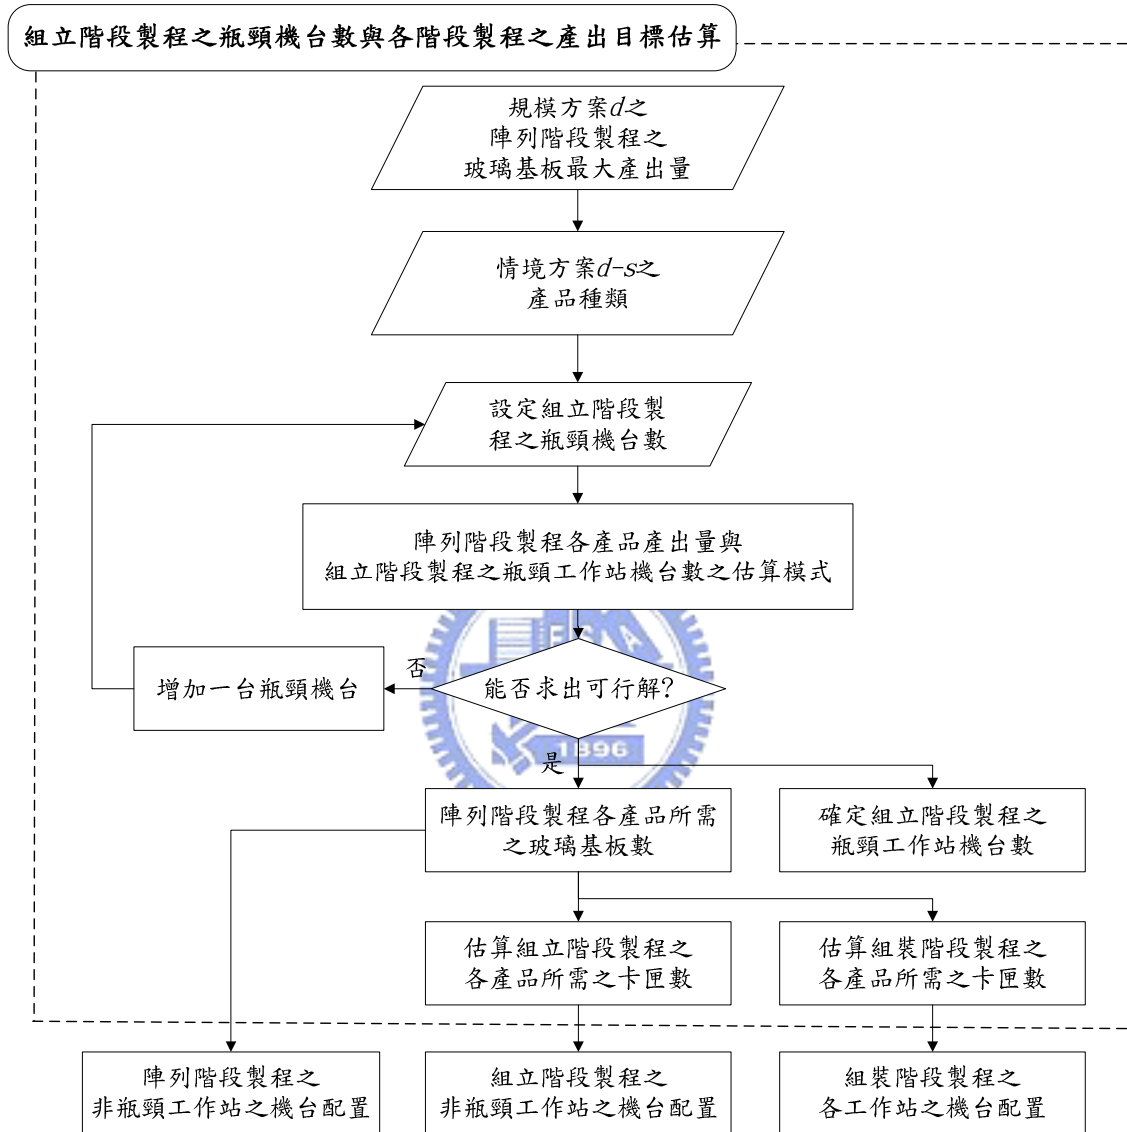 組立階段製程之瓶頸機台數與各階段製程之產出目標估算
規模方案d之
陣列階段製程之
玻璃基板最大產出量
情境方案d-s之
產品種類
設定組立階段製
程之瓶頸機台數
陣列階段製程各產品產出量與
組立階段製程之瓶頸工作站機台數之估算模式
ESA
否
增加一台瓶頸機台
能否求出可行解?
1896
是
陣列階段製程各產品所需
之玻璃基板數
確定組立階段製程之
瓶頸工作站機台數
估算組立階段製程之
各產品所需之卡匣數
估算組裝階段製程之
各產品所需之卡匣數
陣列階段製程之
非瓶頸工作站之機台配置
組立階段製程之
非瓶頸工作站之機台配置
組裝階段製程之
各工作站之機台配置